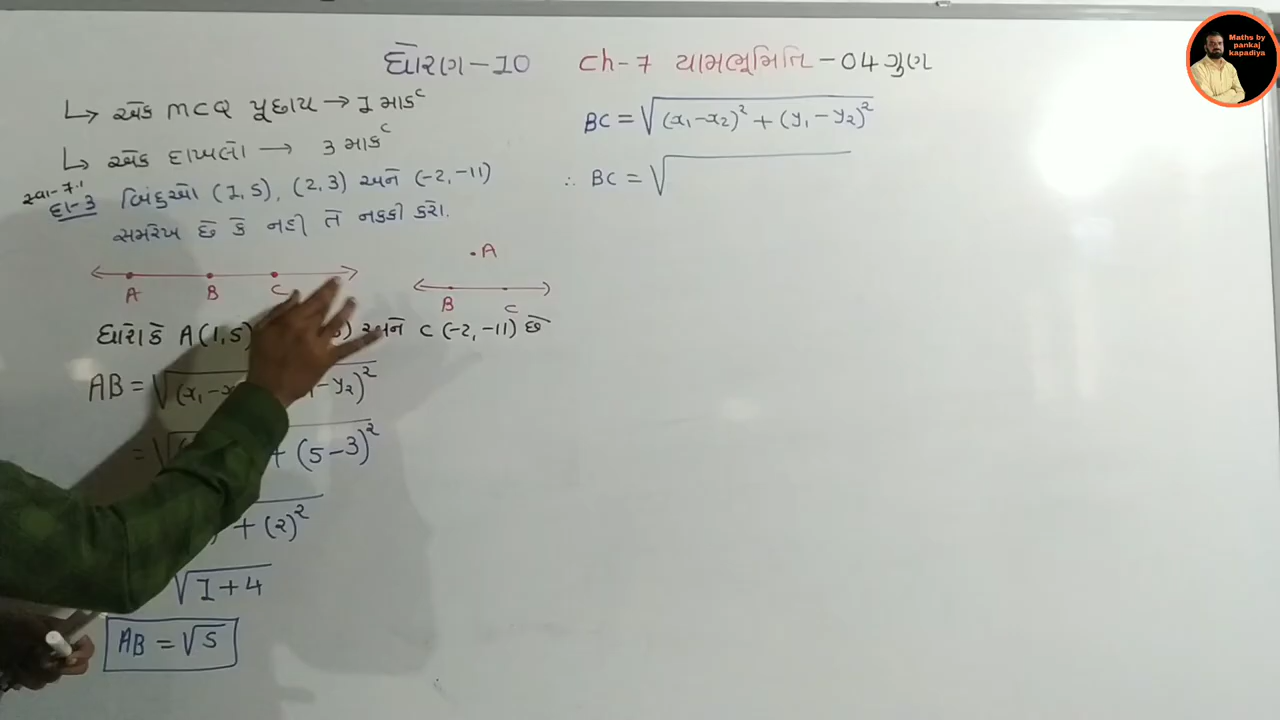 ધોરણ-10 Ch-7 યામભૂમિતિ - 04 ગુણ
↳ એક MCQ પૂછાય → 1 માર્ક
↳ એક દાખલો → 3 માર્ક
સ્વા-7.1
દા-3 બિંદુઓ (1,5), (2,3) અને (-2,-11)
સમરેખ છે કે નહી તે નક્કી કરો.
A B C
A
B C
ધારો કે A(1,5) અને C(-2,-11) છે
AB = √(x₁-x -y₂)²
= √ + (5-3)²
+(2)²
√1+4
AB = √5
BC = √(x₁-x₂)² + (y₁-y₂)²
∴ BC = √
Maths by
pankaj
kapadiya